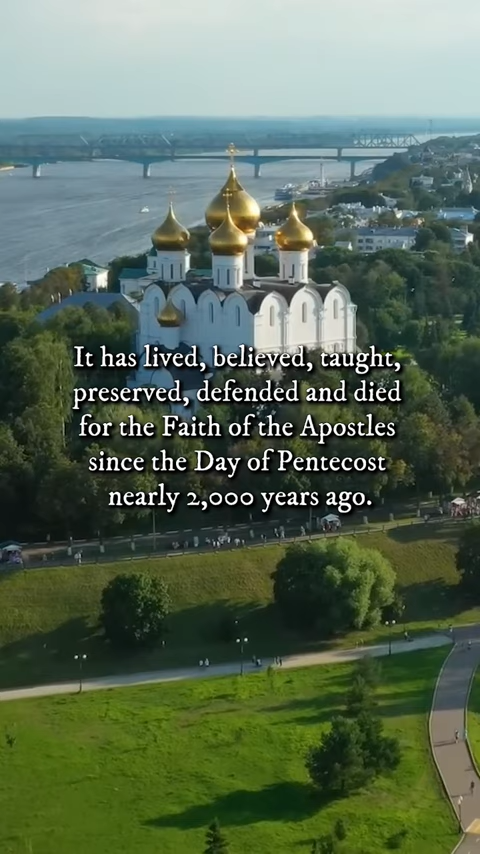 It has lived, believed, taught,
preserved, defended and died
for the Faith of the Apostles
since the Day of Pentecost
nearly 2,000 years ago.